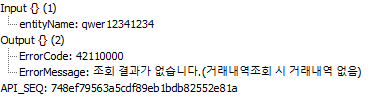 Input {} (1)
entityName: qwer12341234
Output {} (2)
ErrorCode: 42110000
ErrorMessage: 조회 결과가 없습니다.(거래내역조회 시 거래내역 없음)
API_SEQ: 748ef79563a5cdf89eb1bdb82552e81a